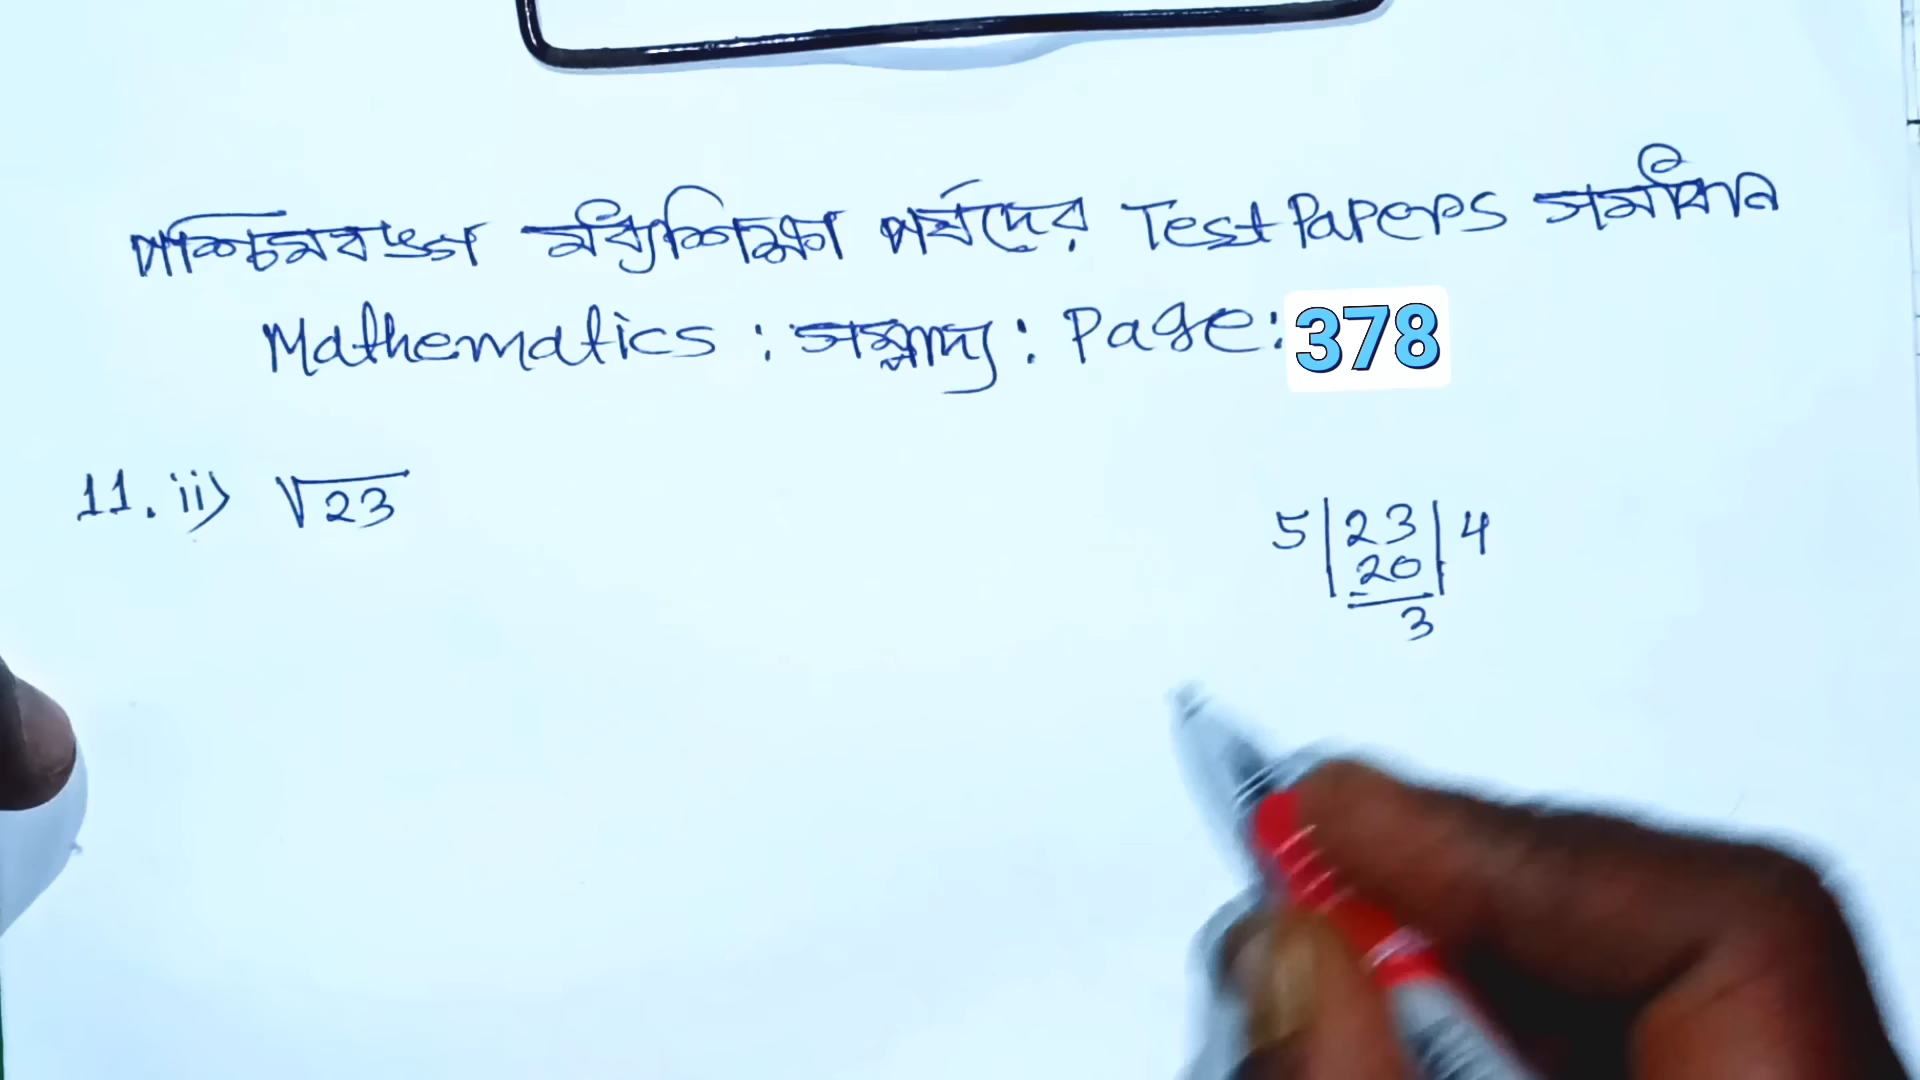 পশ্চিমবঙ্গ মধ্যশিক্ষা পর্ষদের Test Papers সমাধান
Mathematics : সম্পাদ্য : Page: 378
11. ii) √23
5|23|4
20
3